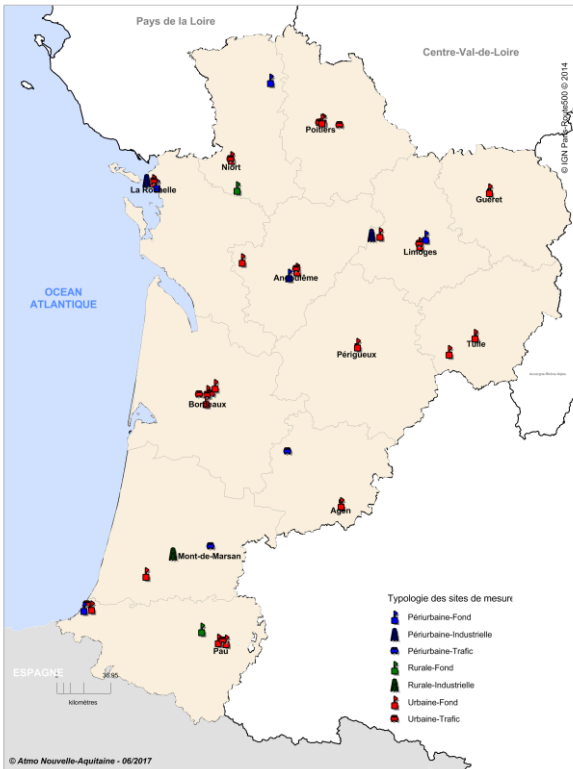 Pays de la Loire
Centre-Val-de-Loire
© IGN Paris-Route500 © 2014
Poitiers
Niort
La Rochelle
Guéret
Limoges
Angoulême
OCEAN
ATLANTIQUE
Périgueux
Tulle
Bordeaux
Agen
Mont-de-Marsan
Typologie des sites de mesure
Périurbaine-Fond
Périurbaine-Industrielle
Périurbaine-Trafic
Rurale-Fond
Rurale-Industrielle
Urbaine-Fond
Urbaine-Trafic
Pau
ESPAGNE
kilomètres
© Atmo Nouvelle-Aquitaine - 06/2017